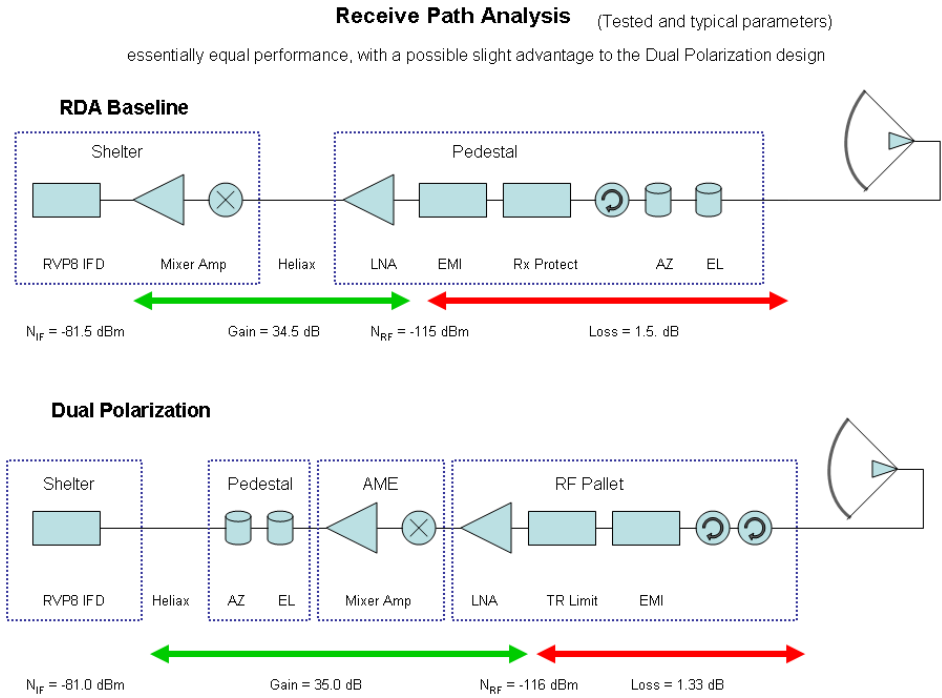 Receive Path Analysis (Tested and typical parameters)
essentially equal performance, with a possible slight advantage to the Dual Polarization design
RDA Baseline
Shelter Pedestal
RVP8 IFD Mixer Amp Heliax LNA EMI Rx Protect AZ EL
N_IF = -81.5 dBm Gain = 34.5 dB N_RF = -115 dBm Loss = 1.5. dB
Dual Polarization
Shelter Pedestal AME RF Pallet
RVP8 IFD Heliax AZ EL Mixer Amp LNA TR Limit EMI
N_IF = -81.0 dBm Gain = 35.0 dB N_RF = -116 dBm Loss = 1.33 dB